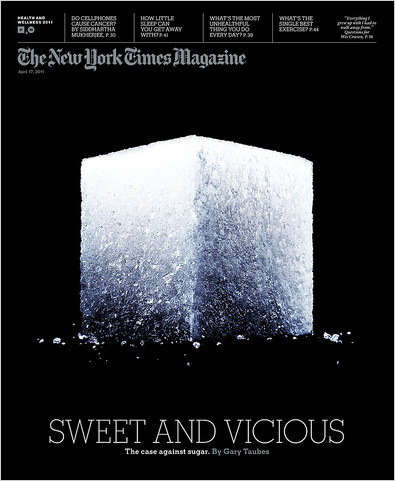 HEALTH AND
WELLNESS 2011
DO CELLPHONES
CAUSE CANCER?
BY SIDDHARTHA
MUKHERJEE, P. 30
HOW LITTLE
SLEEP CAN
YOU GET AWAY
WITH? P. 41
WHAT'S THE MOST
UNHEALTHFUL
THING YOU DO
EVERY DAY? P. 39
WHAT'S THE
SINGLE BEST
EXERCISE? P. 44
"Everything I
grew up with I had to
walk away from."
Questions for
Wes Craven, P. 16
The New York Times Magazine
April 17, 2011
SWEET AND VICIOUS
The case against sugar. By Gary Taubes